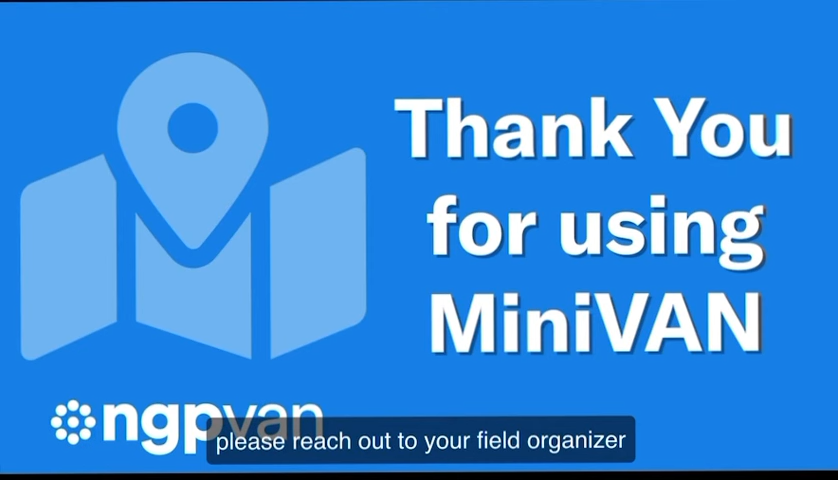 Thank You
for using
MiniVAN
ngpvan
please reach out to your field organizer